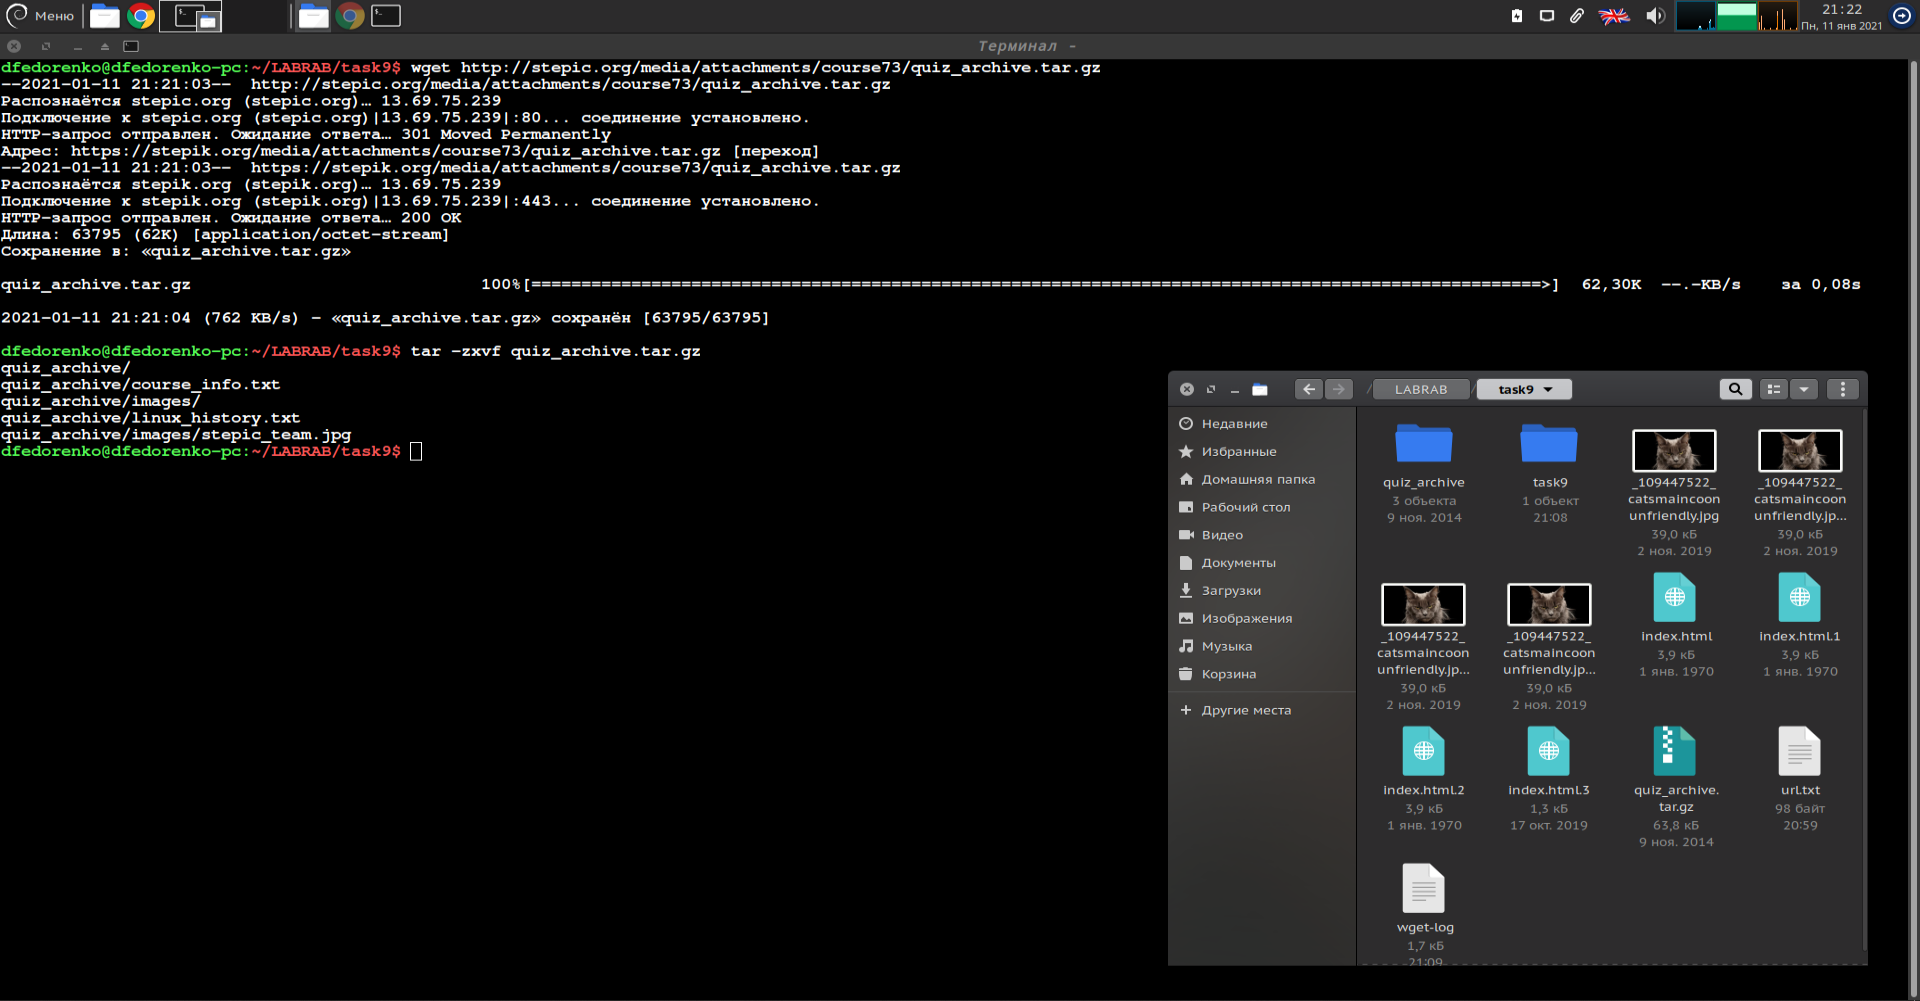 Меню
21:22
Пн, 11 янв 2021
Терминал -
dfedorenko@dfedorenko-pc:~/LABRAB/task9$ wget http://stepic.org/media/attachments/course73/quiz_archive.tar.gz
--2021-01-11 21:21:03--  http://stepic.org/media/attachments/course73/quiz_archive.tar.gz
Распознаётся stepic.org (stepic.org)… 13.69.75.239
Подключение к stepic.org (stepic.org)|13.69.75.239|:80... соединение установлено.
HTTP-запрос отправлен. Ожидание ответа… 301 Moved Permanently
Адрес: https://stepik.org/media/attachments/course73/quiz_archive.tar.gz [переход]
--2021-01-11 21:21:03--  https://stepik.org/media/attachments/course73/quiz_archive.tar.gz
Распознаётся stepik.org (stepik.org)… 13.69.75.239
Подключение к stepik.org (stepik.org)|13.69.75.239|:443... соединение установлено.
HTTP-запрос отправлен. Ожидание ответа… 200 OK
Длина: 63795 (62K) [application/octet-stream]
Сохранение в: «quiz_archive.tar.gz»
quiz_archive.tar.gz 100%[=====================================================================================================>] 62,30K --.-KB/s за 0,08s
2021-01-11 21:21:04 (762 KB/s) - «quiz_archive.tar.gz» сохранён [63795/63795]
dfedorenko@dfedorenko-pc:~/LABRAB/task9$ tar -zxvf quiz_archive.tar.gz
quiz_archive/
quiz_archive/course_info.txt
quiz_archive/images/
quiz_archive/linux_history.txt
quiz_archive/images/stepic_team.jpg
dfedorenko@dfedorenko-pc:~/LABRAB/task9$
/ LABRAB / task9
Недавние
Избранные
Домашняя папка
Рабочий стол
Видео
Документы
Загрузки
Изображения
Музыка
Корзина
Другие места
quiz_archive
3 объекта
9 ноя. 2014
task9
1 объект
21:08
_109447522_
catsmaincoon
unfriendly.jpg
39,0 кБ
2 ноя. 2019
_109447522_
catsmaincoon
unfriendly.jp...
39,0 кБ
2 ноя. 2019
_109447522_
catsmaincoon
unfriendly.jp...
39,0 кБ
2 ноя. 2019
_109447522_
catsmaincoon
unfriendly.jp...
39,0 кБ
2 ноя. 2019
index.html
3,9 кБ
1 янв. 1970
index.html.1
3,9 кБ
1 янв. 1970
index.html.2
3,9 кБ
1 янв. 1970
index.html.3
1,3 кБ
17 окт. 2019
quiz_archive.
tar.gz
63,8 кБ
9 ноя. 2014
url.txt
98 байт
20:59
wget-log
1,7 кБ
21:09